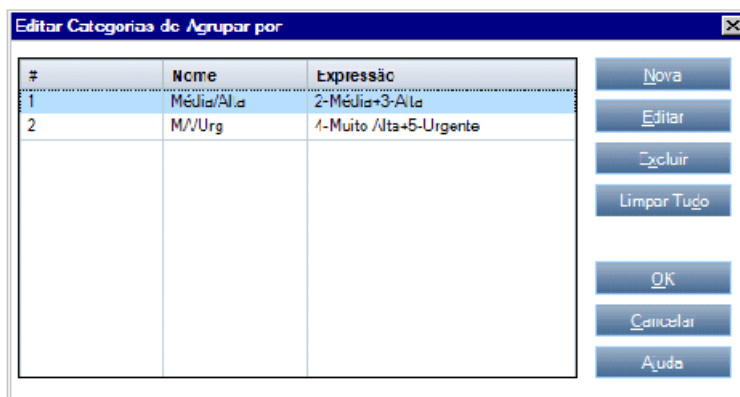 Editar Categorias de Agrupar por
# Nome Expressão
1 Média/Alta 2-Média+3-Alta
2 MA/Urg 4-Muito Alta+5-Urgente
Nova
Editar
Excluir
Limpar Tudo
OK
Cancelar
Ajuda